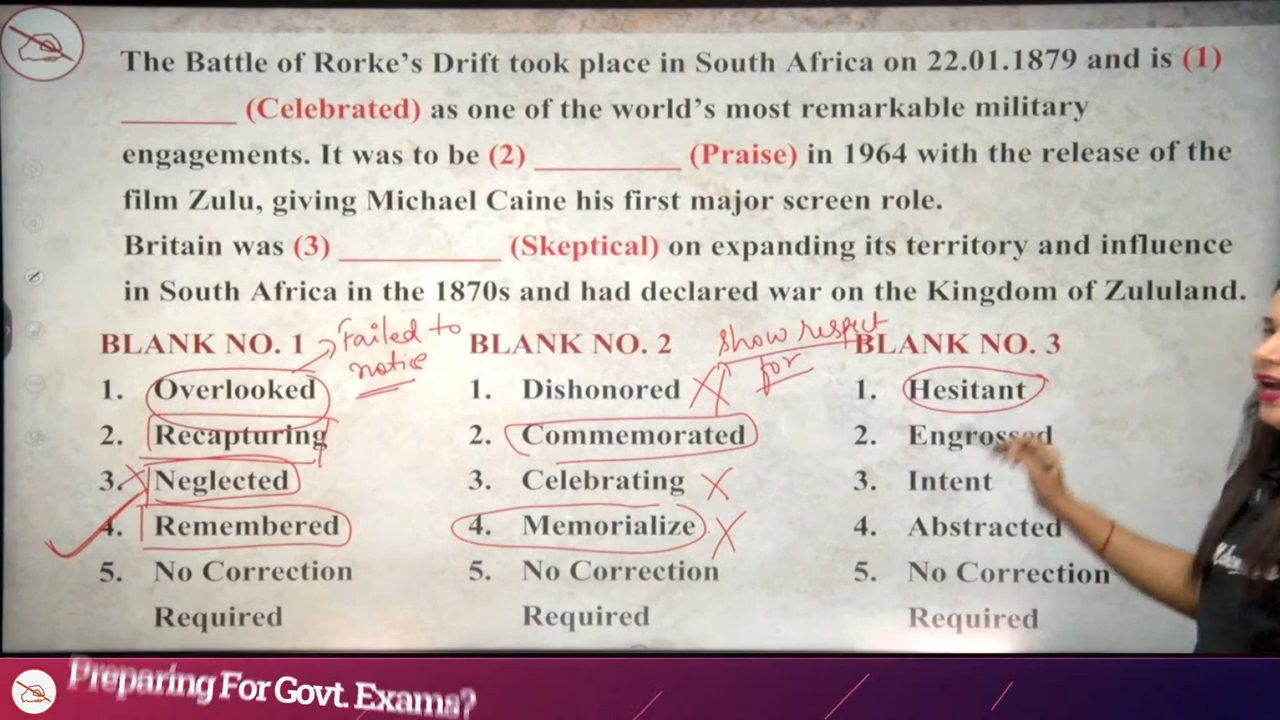 The Battle of Rorke's Drift took place in South Africa on 22.01.1879 and is (1)
________ (Celebrated) as one of the world's most remarkable military
engagements. It was to be (2) __________ (Praise) in 1964 with the release of the
film Zulu, giving Michael Caine his first major screen role.
Britain was (3) ___________ (Skeptical) on expanding its territory and influence
in South Africa in the 1870s and had declared war on the Kingdom of Zululand.
BLANK NO. 1
Failed to
notice
1. Overlooked
2. Recapturing
3. Neglected
4. Remembered
5. No Correction
Required
BLANK NO. 2
show respect
for
1. Dishonored
2. Commemorated
3. Celebrating
4. Memorialize
5. No Correction
Required
BLANK NO. 3
1. Hesitant
2. Engrossed
3. Intent
4. Abstracted
5. No Correction
Required
Preparing For Govt. Exams?